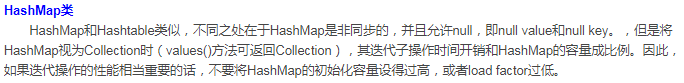 HashMap类
HashMap和Hashtable类似，不同之处在于HashMap是非同步的，并且允许null，即null value和null key。，但是将
HashMap视为Collection时（values()方法可返回Collection），其迭代子操作时间开销和HashMap的容量成比例。因此，
如果迭代操作的性能相当重要的话，不要将HashMap的初始化容量设得过高，或者load factor过低。